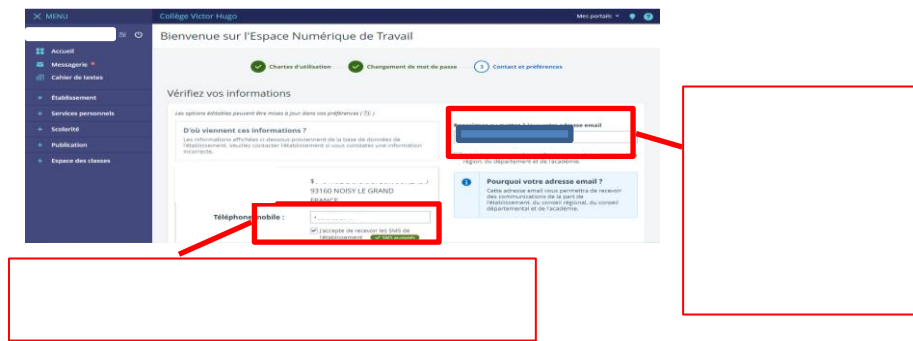 MENU
Collège Victor Hugo
Mes portails
Bienvenue sur l'Espace Numérique de Travail
Accueil
Messagerie
Cahier de textes
Établissement
Services personnels
Scolarité
Publication
Espace des classes
Chartes d'utilisation
Changement de mot de passe
3 Contact et préférences
Vérifiez vos informations
Les options éditables peuvent être mises à jour dans vos préférences
D'où viennent ces informations ?
Les informations affichées ci-dessous proviennent de la base de données de
l'établissement. Veuillez contacter l'établissement si vous constatez une information
incorrecte.
93160 NOISY LE GRAND
FRANCE
Téléphone mobile :
J'accepte de recevoir les SMS de
l'établissement
adresse email
région, du département et de l'académie.
Pourquoi votre adresse email ?
Cette adresse email vous permettra de recevoir
des communications de la part de
l'établissement, du conseil régional, du conseil
départemental et de l'académie.